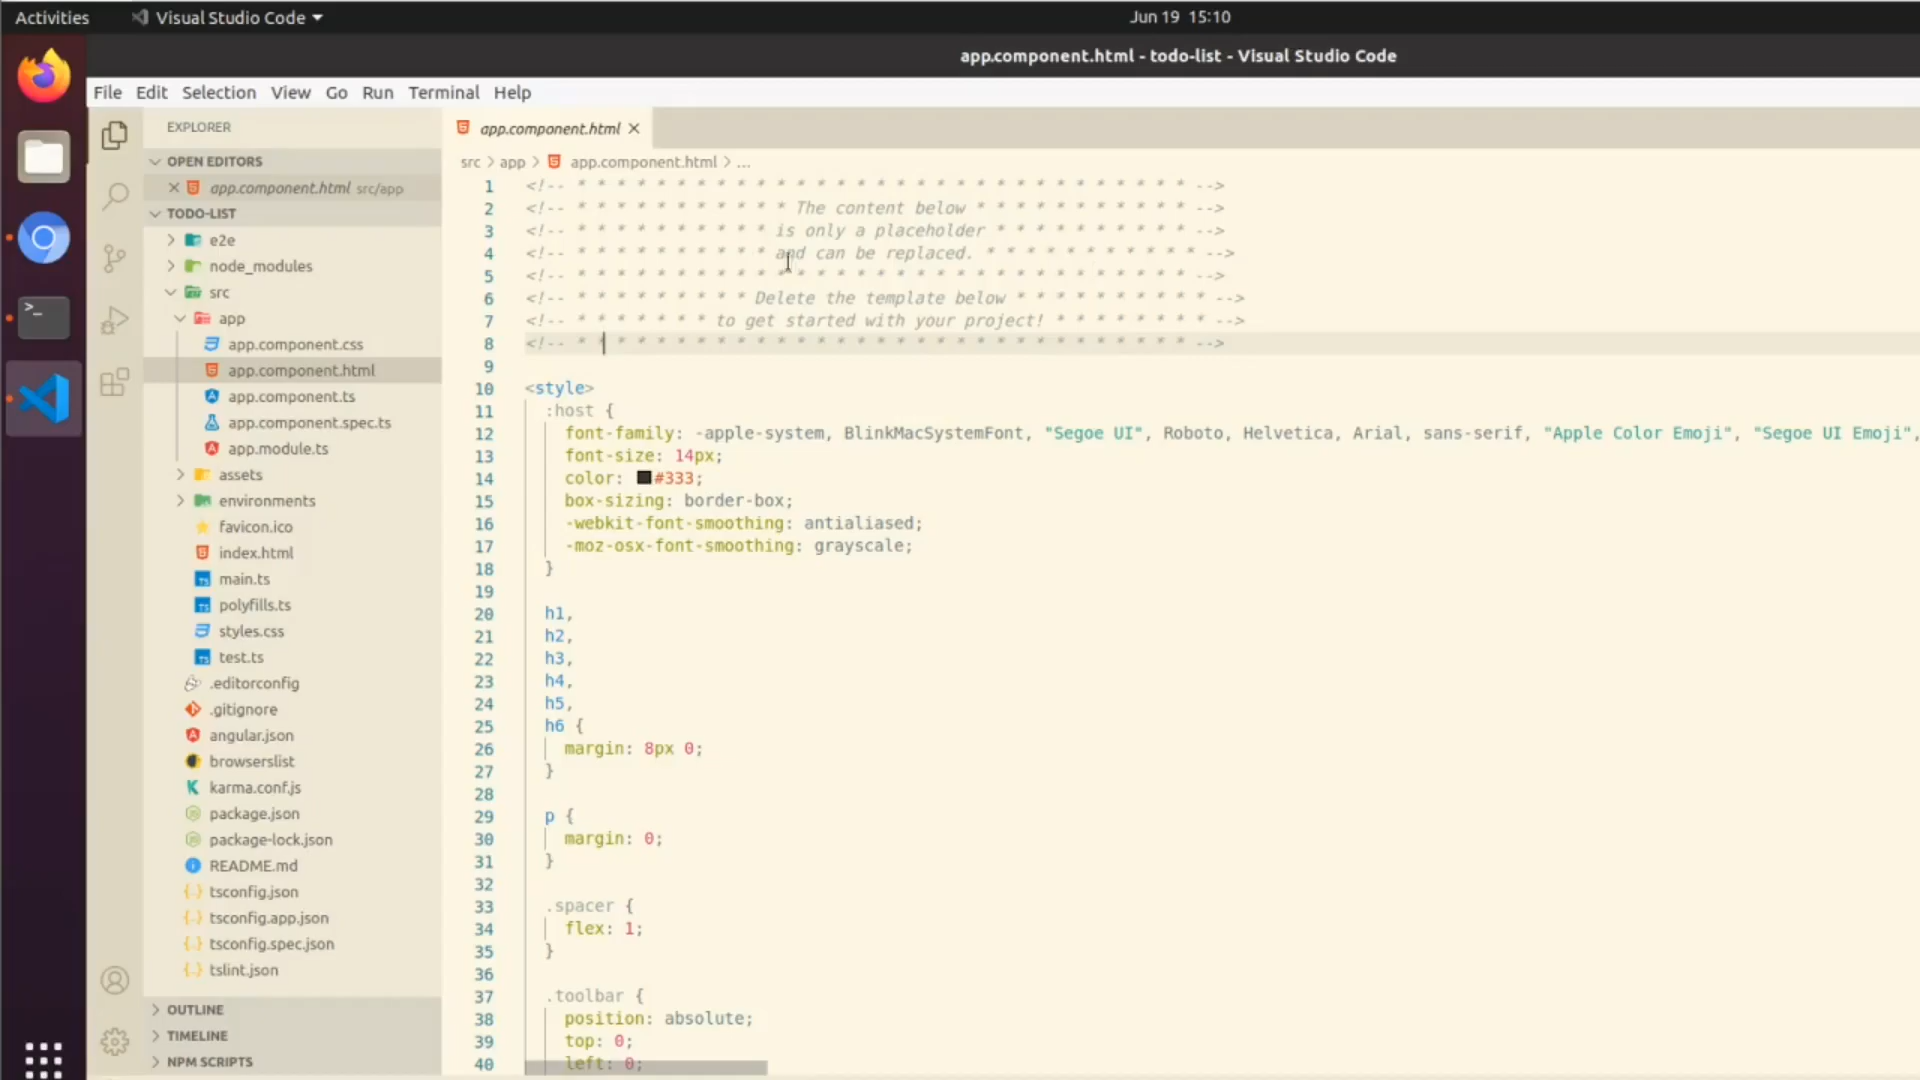 Activities
Visual Studio Code
Jun 19 15:10
app.component.html - todo-list - Visual Studio Code
File Edit Selection View Go Run Terminal Help
EXPLORER
OPEN EDITORS
app.component.html src/app
TODO-LIST
e2e
node_modules
src
app
app.component.css
app.component.html
app.component.ts
app.component.spec.ts
app.module.ts
assets
environments
favicon.ico
index.html
main.ts
polyfills.ts
styles.css
test.ts
.editorconfig
.gitignore
angular.json
browserslist
karma.conf.js
package.json
package-lock.json
README.md
tsconfig.json
tsconfig.app.json
tsconfig.spec.json
tslint.json
OUTLINE
TIMELINE
NPM SCRIPTS
app.component.html
src > app > app.component.html > ...
1 <!-- * * * * * * * * * * * * * * * * * * * * * * * * * * * * * * * -->
2 <!-- * * * * * * * * * * * The content below * * * * * * * * * * * -->
3 <!-- * * * * * * * * * * is only a placeholder * * * * * * * * * * -->
4 <!-- * * * * * * * * * * and can be replaced. * * * * * * * * * * * -->
5 <!-- * * * * * * * * * * * * * * * * * * * * * * * * * * * * * * * -->
6 <!-- * * * * * * * * * Delete the template below * * * * * * * * * * -->
7 <!-- * * * * * * * to get started with your project! * * * * * * * * -->
8 <!-- * * * * * * * * * * * * * * * * * * * * * * * * * * * * * * * -->
9
10 <style>
11 :host {
12 font-family: -apple-system, BlinkMacSystemFont, "Segoe UI", Roboto, Helvetica, Arial, sans-serif, "Apple Color Emoji", "Segoe UI Emoji",
13 font-size: 14px;
14 color: #333;
15 box-sizing: border-box;
16 -webkit-font-smoothing: antialiased;
17 -moz-osx-font-smoothing: grayscale;
18 }
19
20 h1,
21 h2,
22 h3,
23 h4,
24 h5,
25 h6 {
26 margin: 8px 0;
27 }
28
29 p {
30 margin: 0;
31 }
32
33 .spacer {
34 flex: 1;
35 }
36
37 .toolbar {
38 position: absolute;
39 top: 0;
40 left: 0;